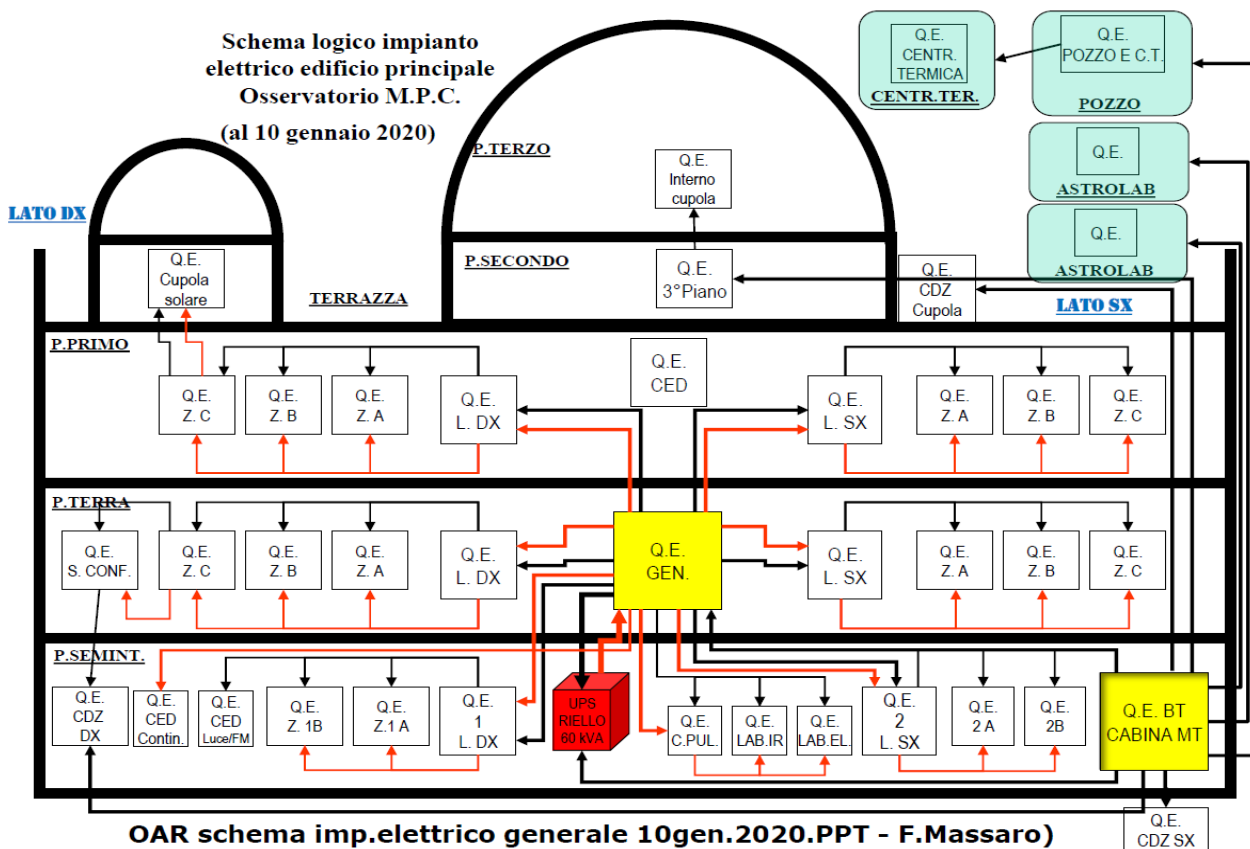 Schema logico impianto
elettrico edificio principale
Osservatorio M.P.C.
(al 10 gennaio 2020)
Q.E.
CENTR.
TERMICA
CENTR.TER.
Q.E.
POZZO E C.T.
POZZO
Q.E.
ASTROLAB
Q.E.
ASTROLAB
P.TERZO
Q.E.
Interno
cupola
LATO DX
Q.E.
Cupola
solare
TERRAZZA
P.SECONDO
Q.E.
3°Piano
Q.E.
CDZ
Cupola
LATO SX
P.PRIMO
Q.E.
Z. C
Q.E.
Z. B
Q.E.
Z. A
Q.E.
L. DX
Q.E.
CED
Q.E.
L. SX
Q.E.
Z. A
Q.E.
Z. B
Q.E.
Z. C
P.TERRA
Q.E.
S. CONF.
Q.E.
Z. C
Q.E.
Z. B
Q.E.
Z. A
Q.E.
L. DX
Q.E.
GEN.
Q.E.
L. SX
Q.E.
Z. A
Q.E.
Z. B
Q.E.
Z. C
P.SEMINT.
Q.E.
CDZ
DX
Q.E.
CED
Contin.
Q.E.
CED
Luce/FM
Q.E.
Z. 1B
Q.E.
Z.1 A
Q.E.
1
L. DX
UPS
RIELLO
60 kVA
Q.E.
C.PUL.
Q.E.
LAB.IR
Q.E.
LAB.EL.
Q.E.
2
L. SX
Q.E.
2 A
Q.E.
2B
Q.E. BT
CABINA MT
OAR schema imp.elettrico generale 10gen.2020.PPT - F.Massaro)
Q.E.
CDZ SX